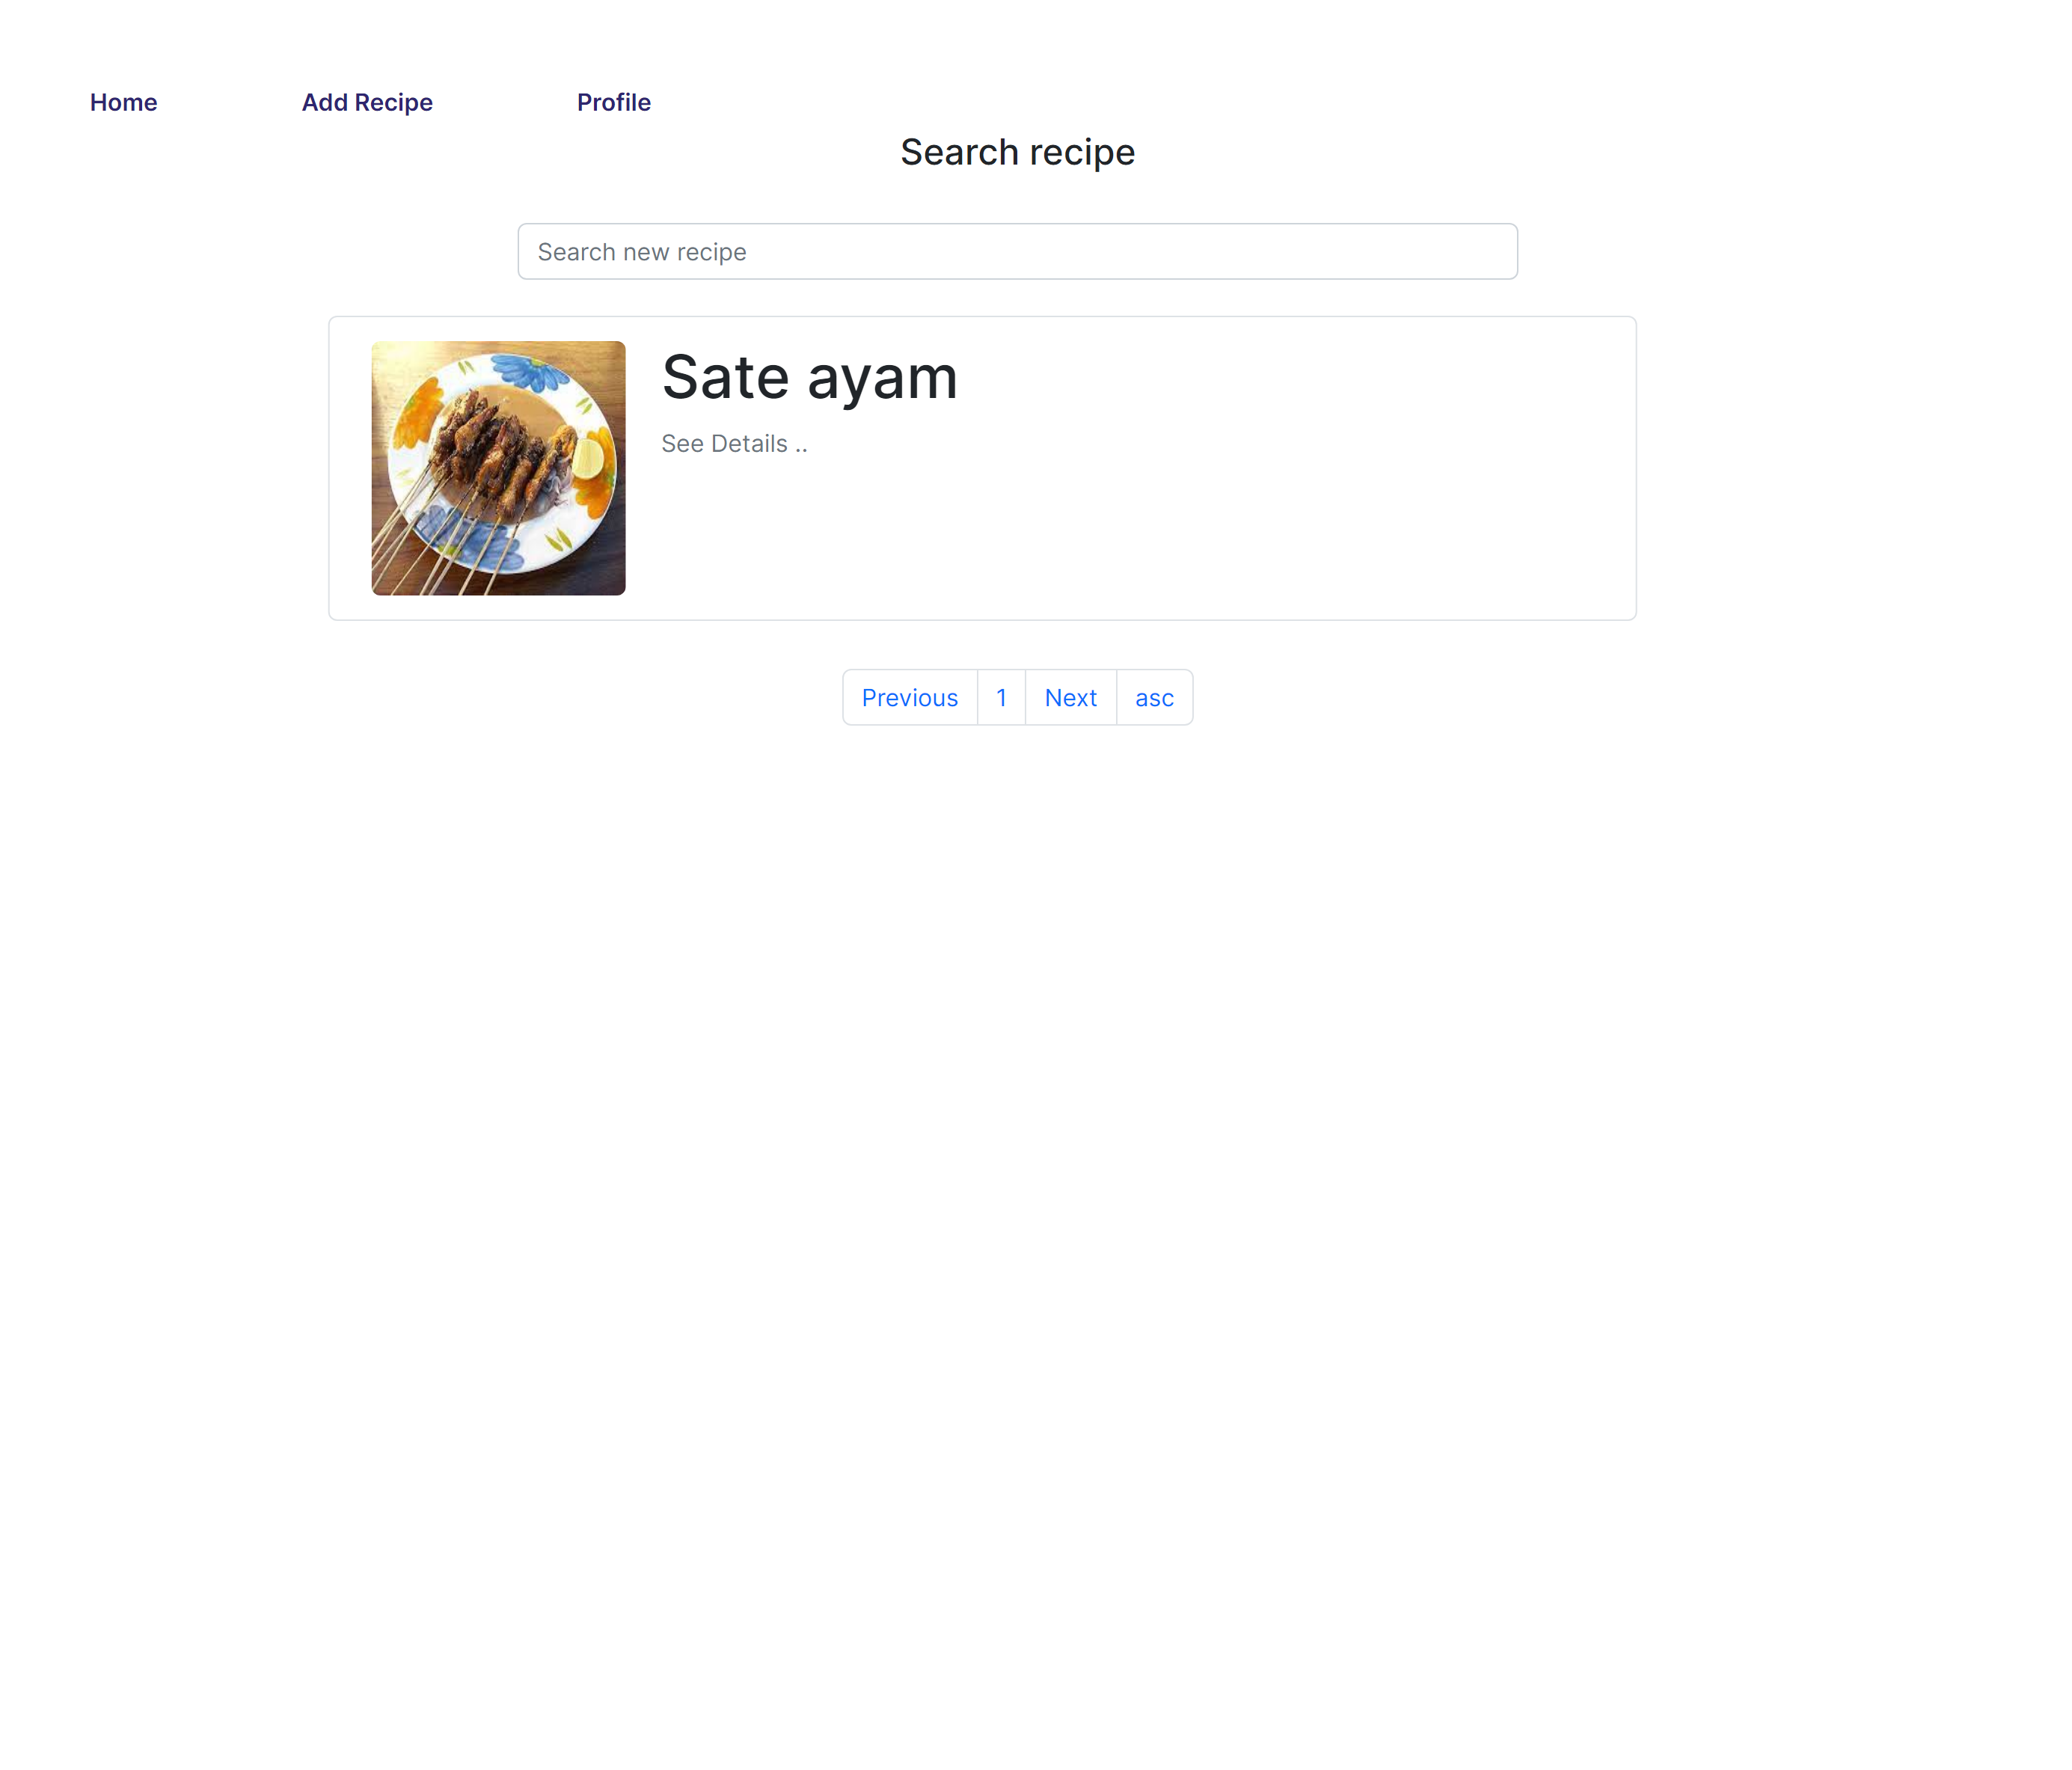 Home Add Recipe Profile
Search recipe
Search new recipe
Sate ayam
See Details ..
Previous 1 Next asc